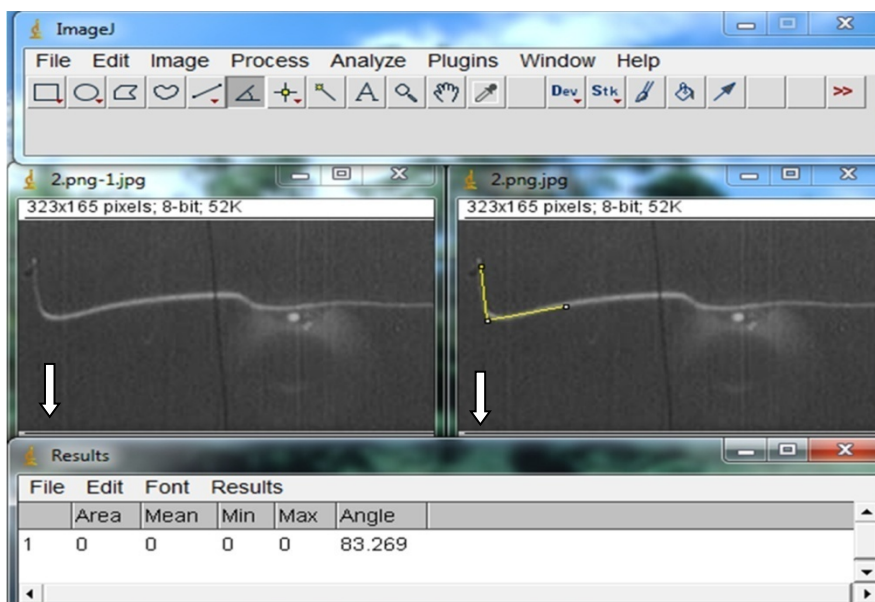 ImageJ
File Edit Image Process Analyze Plugins Window Help
A Dev Stk >>
2.png-1.jpg
2.png.jpg
323x165 pixels; 8-bit; 52K
323x165 pixels; 8-bit; 52K
Results
File Edit Font Results
Area Mean Min Max Angle
1 0 0 0 0 83.269